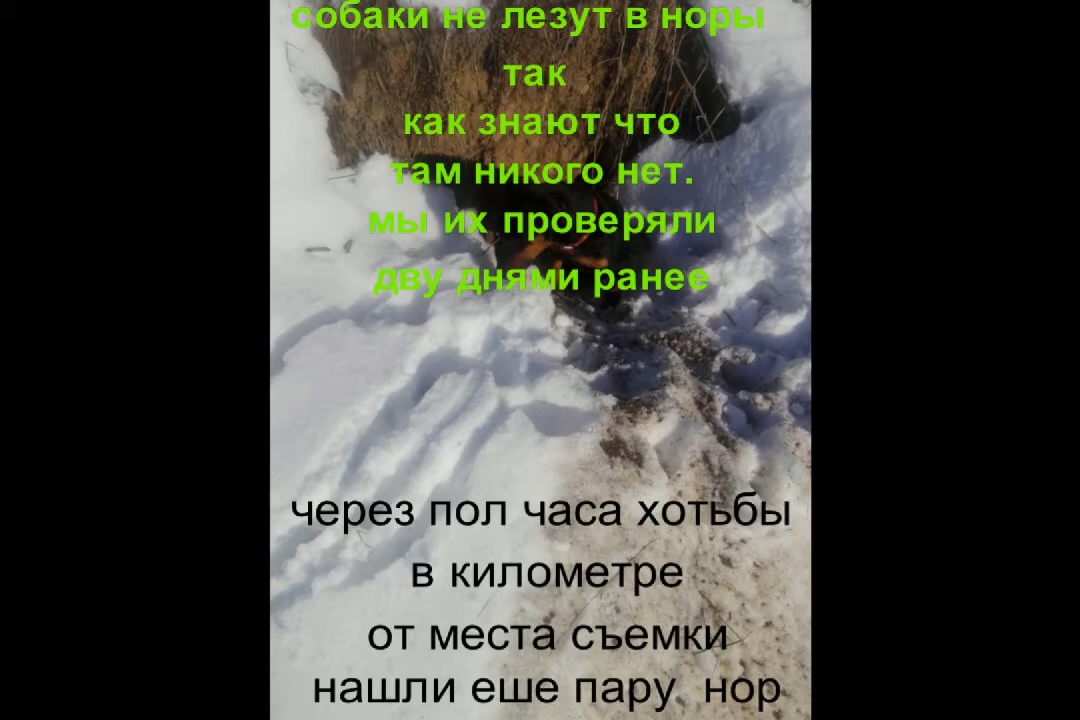 собаки не лезут в норы
так
как знают что
там никого нет.
мы их проверяли
дву днями ранее
через пол часа хотьбы
в километре
от места съемки
нашли еше пару нор